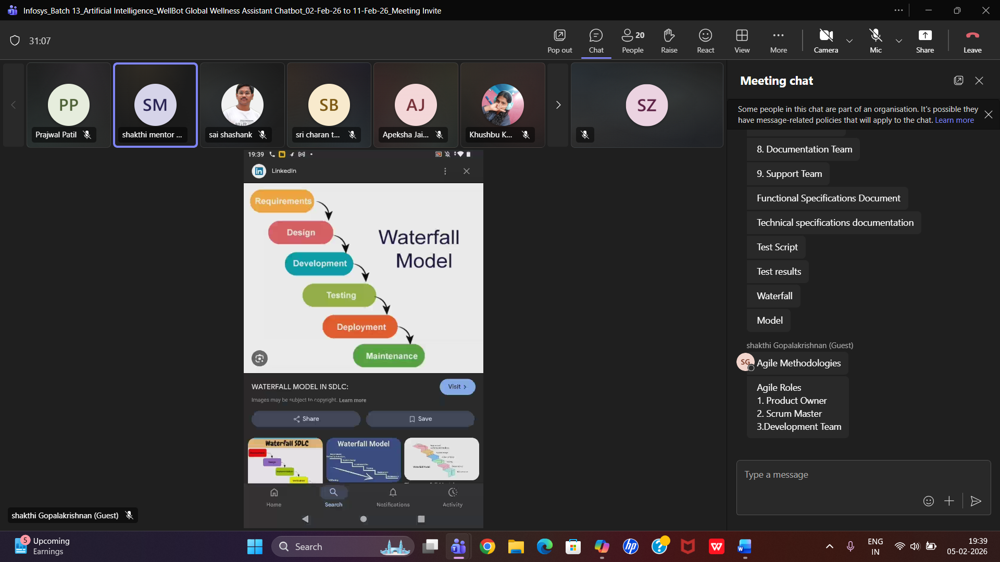 Infosys_Batch 13_Artificial Intelligence_WellBot Global Wellness Assistant Chatbot_02-Feb-26 to 11-Feb-26_Meeting Invite
31:07
Pop out
Chat
20
People
Raise
React
View
More
Camera
Mic
Share
Leave
PP
Prajwal Patil
SM
shakthi mentor ...
sai shashank
SB
sri charan t...
AJ
Apeksha Jai...
Khushbu K...
SZ
19:39
LinkedIn
Requirements
Design
Development
Testing
Deployment
Maintenance
Waterfall
Model
WATERFALL MODEL IN SDLC:
Visit
Images may be subject to copyright. Learn more
Share
Save
Waterfall SDLC
Waterfall Model
Home
Search
Notifications
Activity
shakthi Gopalakrishnan (Guest)
Meeting chat
Some people in this chat are part of an organisation. It's possible they
have message-related policies that will apply to the chat. Learn more
8. Documentation Team
9. Support Team
Functional Specifications Document
Technical specifications documentation
Test Script
Test results
Waterfall
Model
shakthi Gopalakrishnan (Guest)
SG
Agile Methodologies
Agile Roles
1. Product Owner
2. Scrum Master
3.Development Team
Type a message
5
Upcoming
Earnings
Search
ENG
IN
19:39
05-02-2026